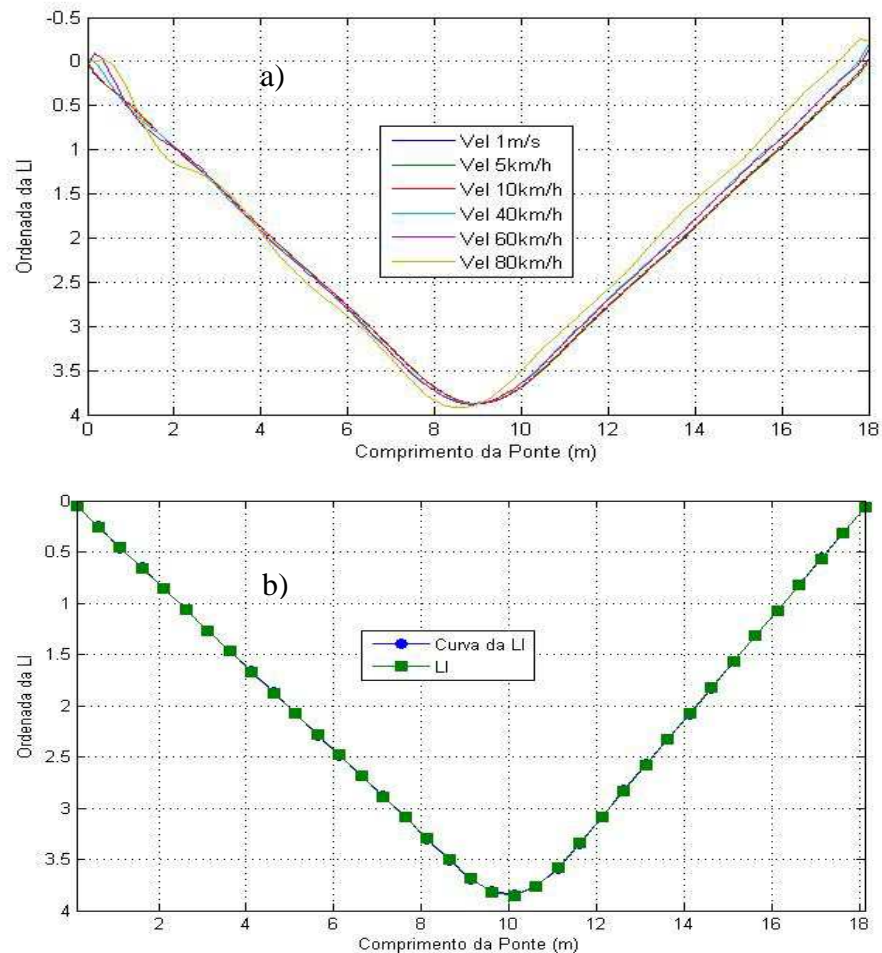 -0.5
0
0.5
1
1.5
2
2.5
3
3.5
4
Ordenada da LI
a)
Vel 1m/s
Vel 5km/h
Vel 10km/h
Vel 40km/h
Vel 60km/h
Vel 80km/h
0 2 4 6 8 10 12 14 16 18
Comprimento da Ponte (m)
0
0.5
1
1.5
2
2.5
3
3.5
4
Ordenada da LI
b)
Curva da LI
LI
2 4 6 8 10 12 14 16 18
Comprimento da Ponte (m)